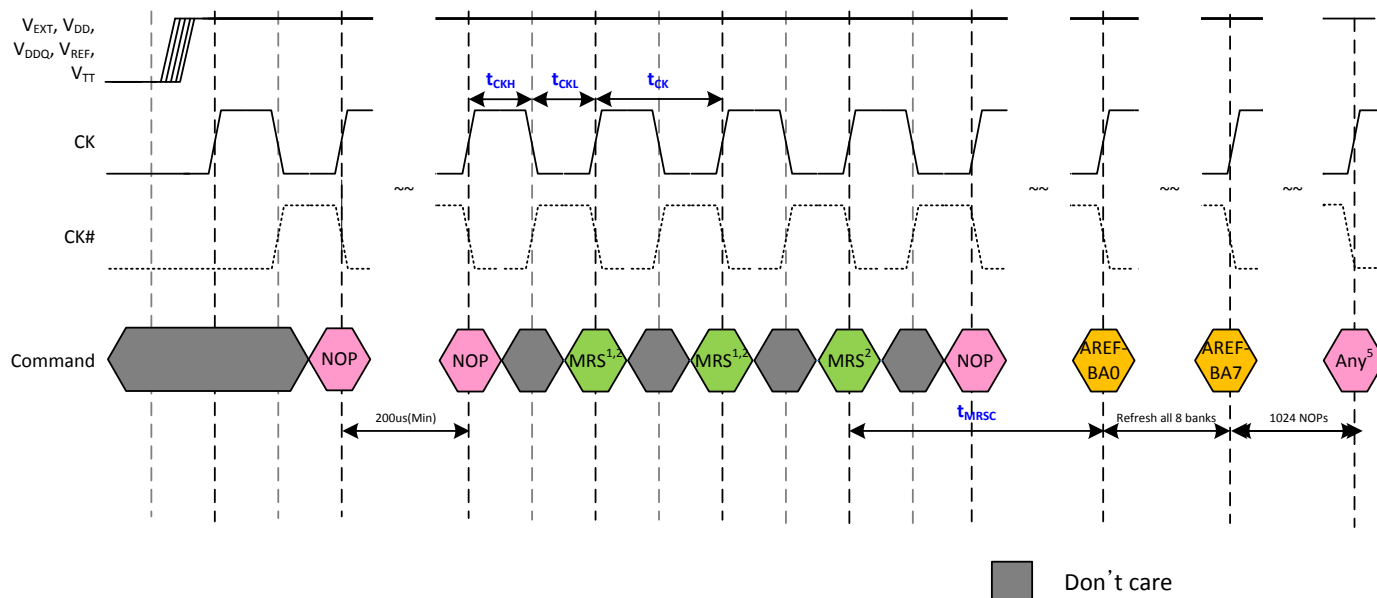 VEXT, VDD,
VDDQ, VREF,
VTT
tCKH
tCKL
tCK
CK
~~
~~
~~
~~
CK#
Command
NOP
NOP
MRS1,2
MRS1,2
MRS2
NOP
AREF-
BA0
AREF-
BA7
Any5
200us(Min)
tMRSC
Refresh all 8 banks
1024 NOPs
Don't care